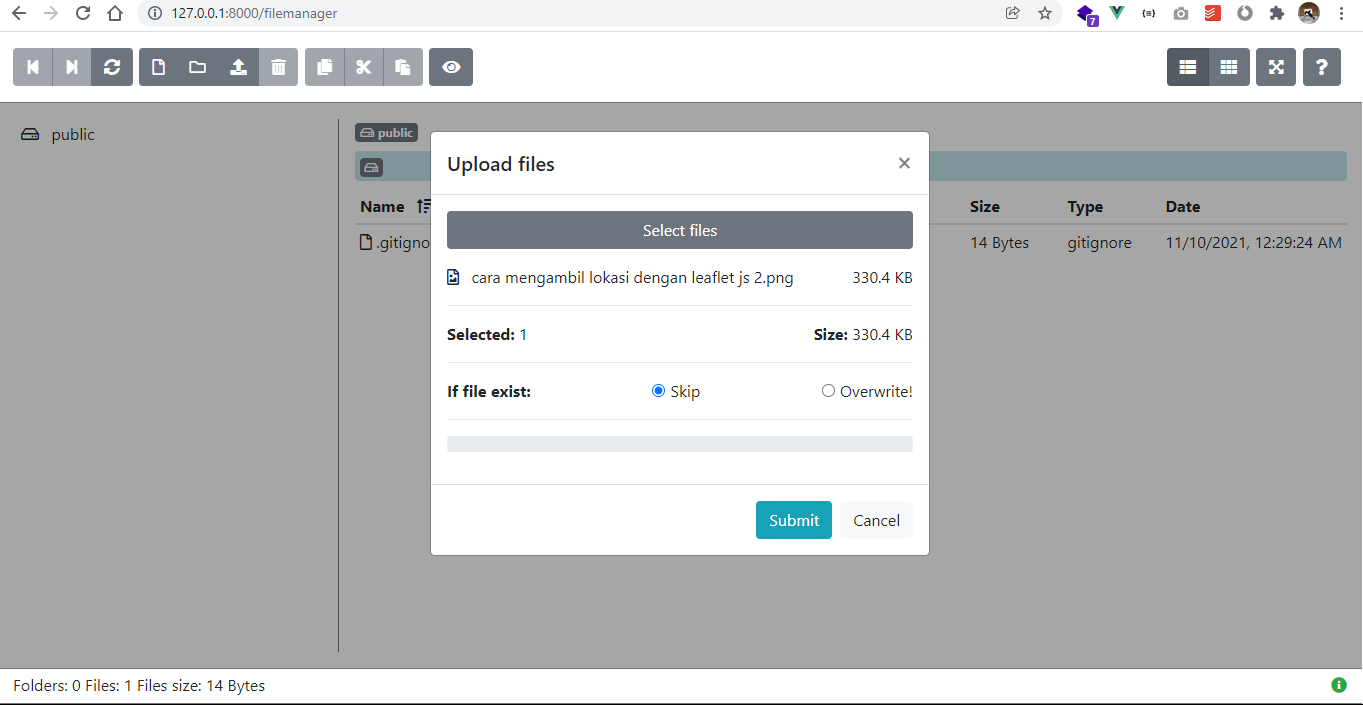 127.0.0.1:8000/filemanager
7
public
public
Upload files
Select files
Name Size Type Date
.gitigno 14 Bytes gitignore 11/10/2021, 12:29:24 AM
cara mengambil lokasi dengan leaflet js 2.png 330.4 KB
Selected: 1 Size: 330.4 KB
If file exist: Skip Overwrite!
Submit Cancel
Folders: 0 Files: 1 Files size: 14 Bytes